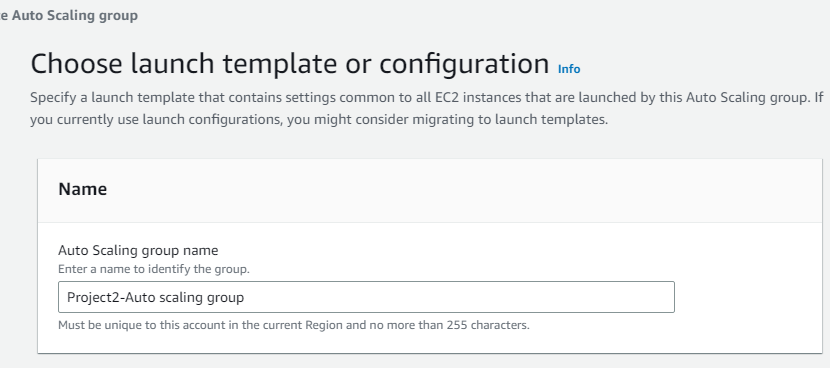 e Auto Scaling group
Choose launch template or configuration Info
Specify a launch template that contains settings common to all EC2 instances that are launched by this Auto Scaling group. If
you currently use launch configurations, you might consider migrating to launch templates.
Name
Auto Scaling group name
Enter a name to identify the group.
Project2-Auto scaling group
Must be unique to this account in the current Region and no more than 255 characters.